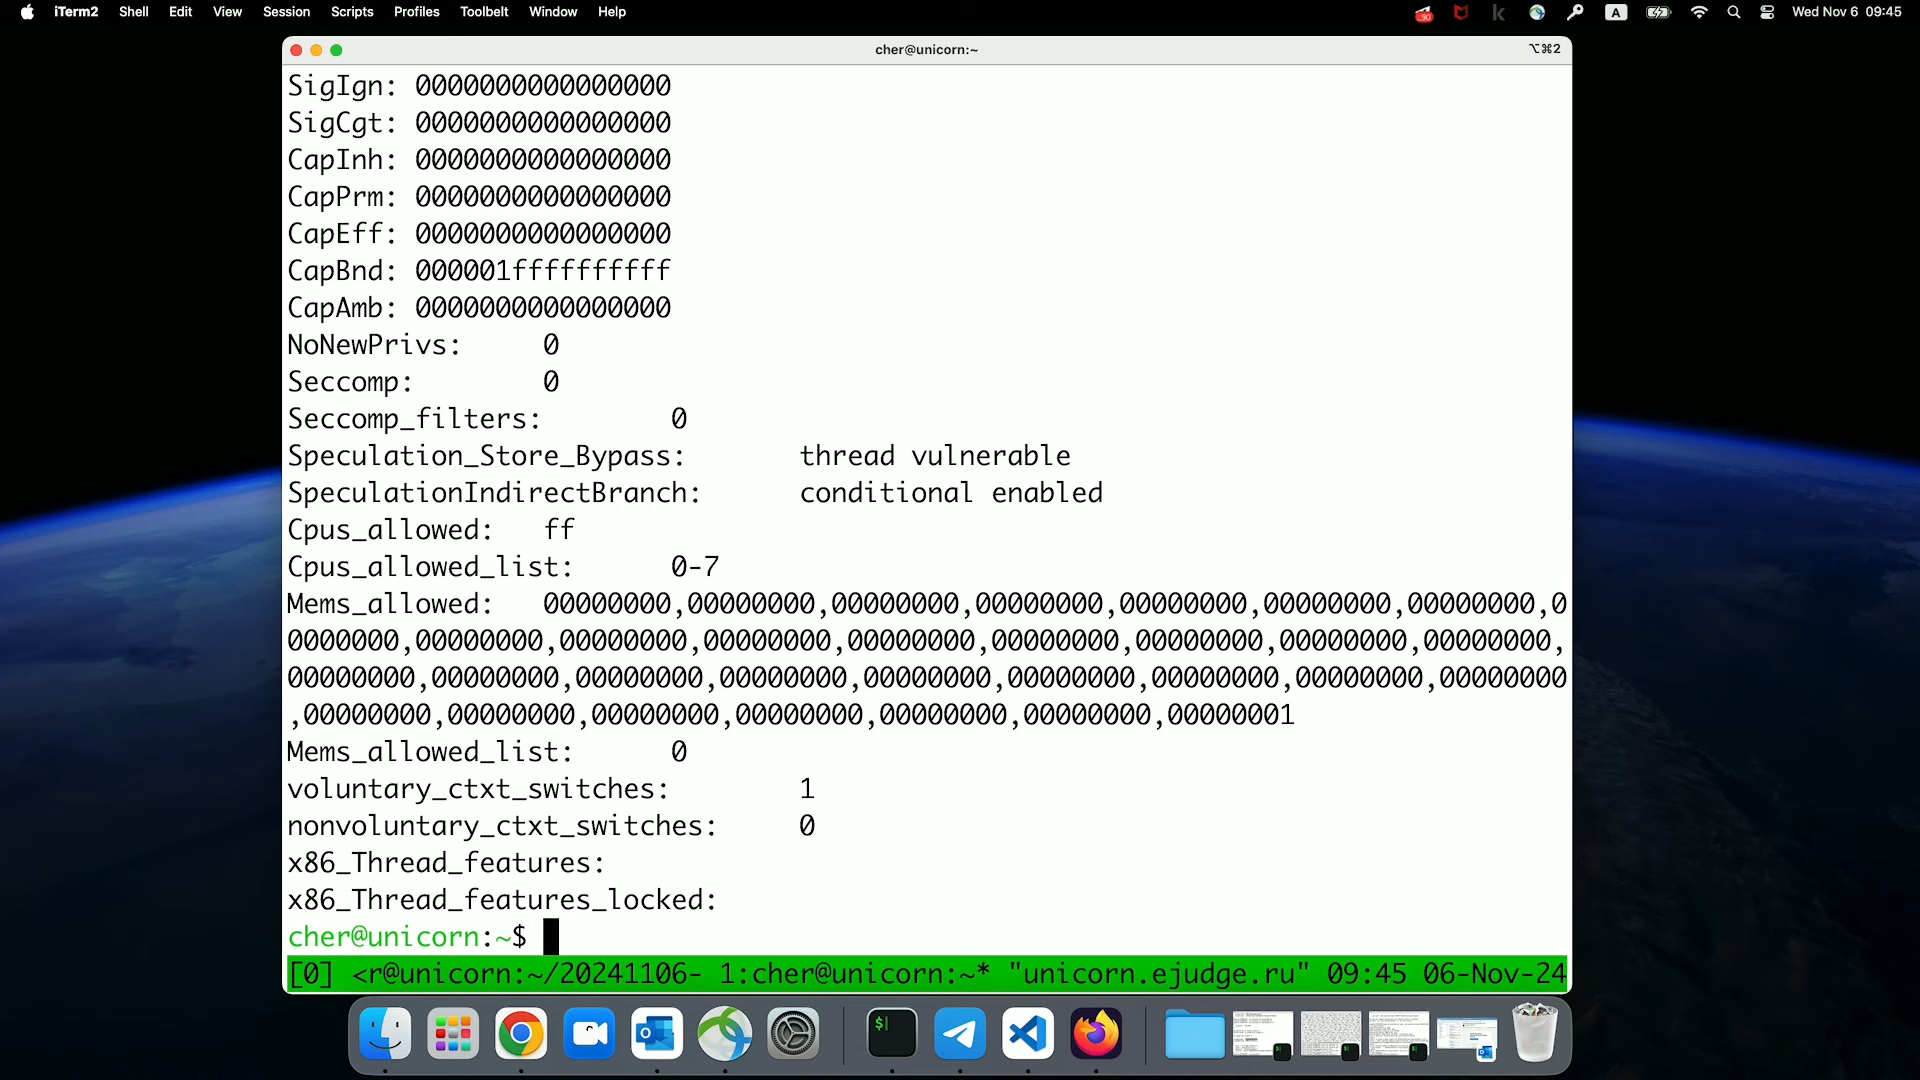 iTerm2 Shell Edit View Session Scripts Profiles Toolbelt Window Help A Wed Nov 6 09:45
cher@unicorn:~ ⌥⌘2
SigIgn: 0000000000000000
SigCgt: 0000000000000000
CapInh: 0000000000000000
CapPrm: 0000000000000000
CapEff: 0000000000000000
CapBnd: 000001ffffffffff
CapAmb: 0000000000000000
NoNewPrivs: 0
Seccomp: 0
Seccomp_filters: 0
Speculation_Store_Bypass: thread vulnerable
SpeculationIndirectBranch: conditional enabled
Cpus_allowed: ff
Cpus_allowed_list: 0-7
Mems_allowed: 00000000,00000000,00000000,00000000,00000000,00000000,00000000,0
0000000,00000000,00000000,00000000,00000000,00000000,00000000,00000000,00000000,
00000000,00000000,00000000,00000000,00000000,00000000,00000000,00000000,00000000
,00000000,00000000,00000000,00000000,00000000,00000000,00000001
Mems_allowed_list: 0
voluntary_ctxt_switches: 1
nonvoluntary_ctxt_switches: 0
x86_Thread_features:
x86_Thread_features_locked:
cher@unicorn:~$
[0] <r@unicorn:~/20241106- 1:cher@unicorn:~* "unicorn.ejudge.ru" 09:45 06-Nov-24